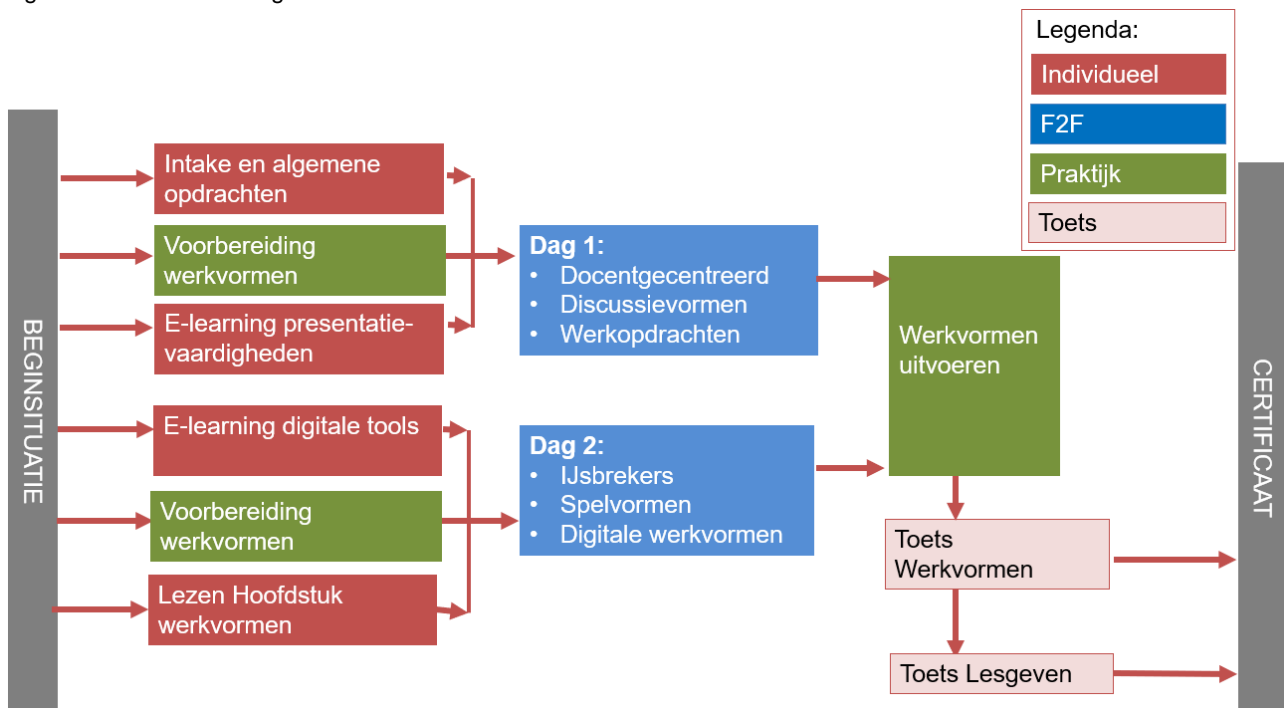 Legenda:
Individueel
F2F
Praktijk
Toets
BEGINSITUATIE
Intake en algemene
opdrachten
Voorbereiding
werkvormen
E-learning presentatie-
vaardigheden
E-learning digitale tools
Voorbereiding
werkvormen
Lezen Hoofdstuk
werkvormen
Dag 1:
• Docentgecentreerd
• Discussievormen
• Werkopdrachten
Dag 2:
• IJsbrekers
• Spelvormen
• Digitale werkvormen
Werkvormen
uitvoeren
Toets
Werkvormen
Toets Lesgeven
CERTIFICAAT